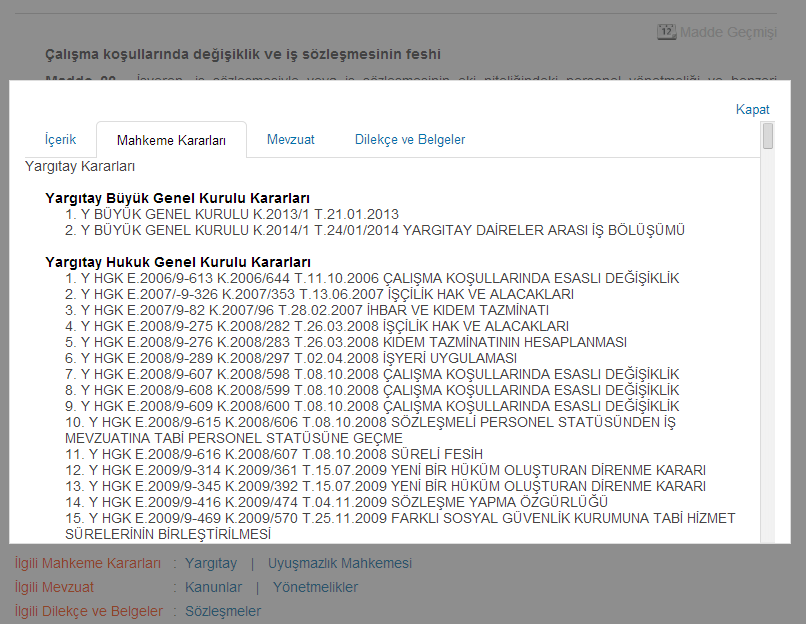 12 Madde Geçmişi
Çalışma koşullarında değişiklik ve iş sözleşmesinin feshi
Kapat
İçerik Mahkeme Kararları Mevzuat Dilekçe ve Belgeler
Yargıtay Kararları
Yargıtay Büyük Genel Kurulu Kararları
1. Y BÜYÜK GENEL KURULU K.2013/1 T.21.01.2013
2. Y BÜYÜK GENEL KURULU K.2014/1 T.24/01/2014 YARGITAY DAİRELER ARASI İŞ BÖLÜŞÜMÜ
Yargıtay Hukuk Genel Kurulu Kararları
1. Y HGK E.2006/9-613 K.2006/644 T.11.10.2006 ÇALIŞMA KOŞULLARINDA ESASLI DEĞİŞİKLİK
2. Y HGK E.2007/-9-326 K.2007/353 T.13.06.2007 İŞÇİLİK HAK VE ALACAKLARI
3. Y HGK E.2007/9-82 K.2007/96 T.28.02.2007 İHBAR VE KIDEM TAZMİNATI
4. Y HGK E.2008/9-275 K.2008/282 T.26.03.2008 İŞÇİLİK HAK VE ALACAKLARI
5. Y HGK E.2008/9-276 K.2008/283 T.26.03.2008 KIDEM TAZMİNATININ HESAPLANMASI
6. Y HGK E.2008/9-289 K.2008/297 T.02.04.2008 İŞYERİ UYGULAMASI
7. Y HGK E.2008/9-607 K.2008/598 T.08.10.2008 ÇALIŞMA KOŞULLARINDA ESASLI DEĞİŞİKLİK
8. Y HGK E.2008/9-608 K.2008/599 T.08.10.2008 ÇALIŞMA KOŞULLARINDA ESASLI DEĞİŞİKLİK
9. Y HGK E.2008/9-609 K.2008/600 T.08.10.2008 ÇALIŞMA KOŞULLARINDA ESASLI DEĞİŞİKLİK
10. Y HGK E.2008/9-615 K.2008/606 T.08.10.2008 SÖZLEŞMELİ PERSONEL STATÜSÜNDEN İŞ
MEVZUATINA TABİ PERSONEL STATÜSÜNE GEÇME
11. Y HGK E.2008/9-616 K.2008/607 T.08.10.2008 SÜRELİ FESİH
12. Y HGK E.2009/9-314 K.2009/361 T.15.07.2009 YENİ BİR HÜKÜM OLUŞTURAN DİRENME KARARI
13. Y HGK E.2009/9-345 K.2009/392 T.15.07.2009 YENİ BİR HÜKÜM OLUŞTURAN DİRENME KARARI
14. Y HGK E.2009/9-416 K.2009/474 T.04.11.2009 SÖZLEŞME YAPMA ÖZGÜRLÜĞÜ
15. Y HGK E.2009/9-469 K.2009/570 T.25.11.2009 FARKLI SOSYAL GÜVENLİK KURUMUNA TABİ HİZMET
SÜRELERİNİN BİRLEŞTİRİLMESİ
İlgili Mahkeme Kararları : Yargıtay | Uyuşmazlık Mahkemesi
İlgili Mevzuat : Kanunlar | Yönetmelikler
İlgili Dilekçe ve Belgeler : Sözleşmeler